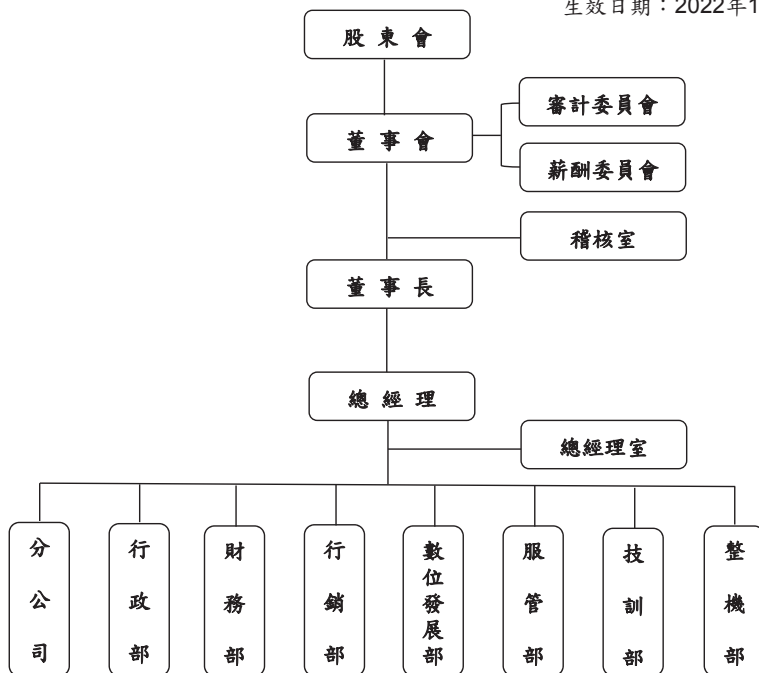 生效日期：2022年1
股東會
審計委員會
董事會
薪酬委員會
稽核室
董事長
總經理
總經理室
分公司
行政部
財務部
行銷部
數位發展部
服管部
技訓部
整機部